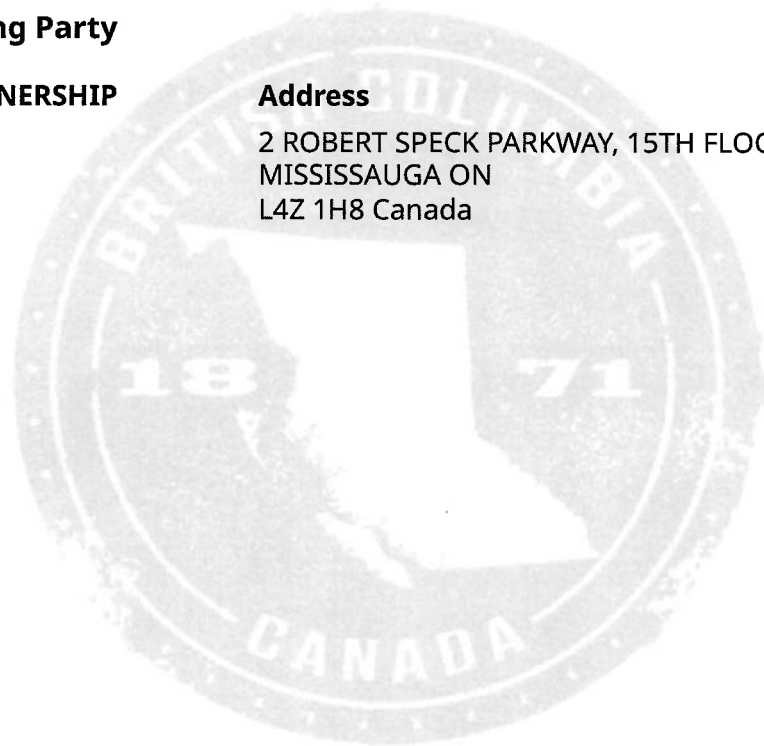 ng Party
NERSHIP
Address
2 ROBERT SPECK PARKWAY, 15TH FLOO
MISSISSAUGA ON
L4Z 1H8 Canada
BRITISH COLUMBIA
18 71
CANADA